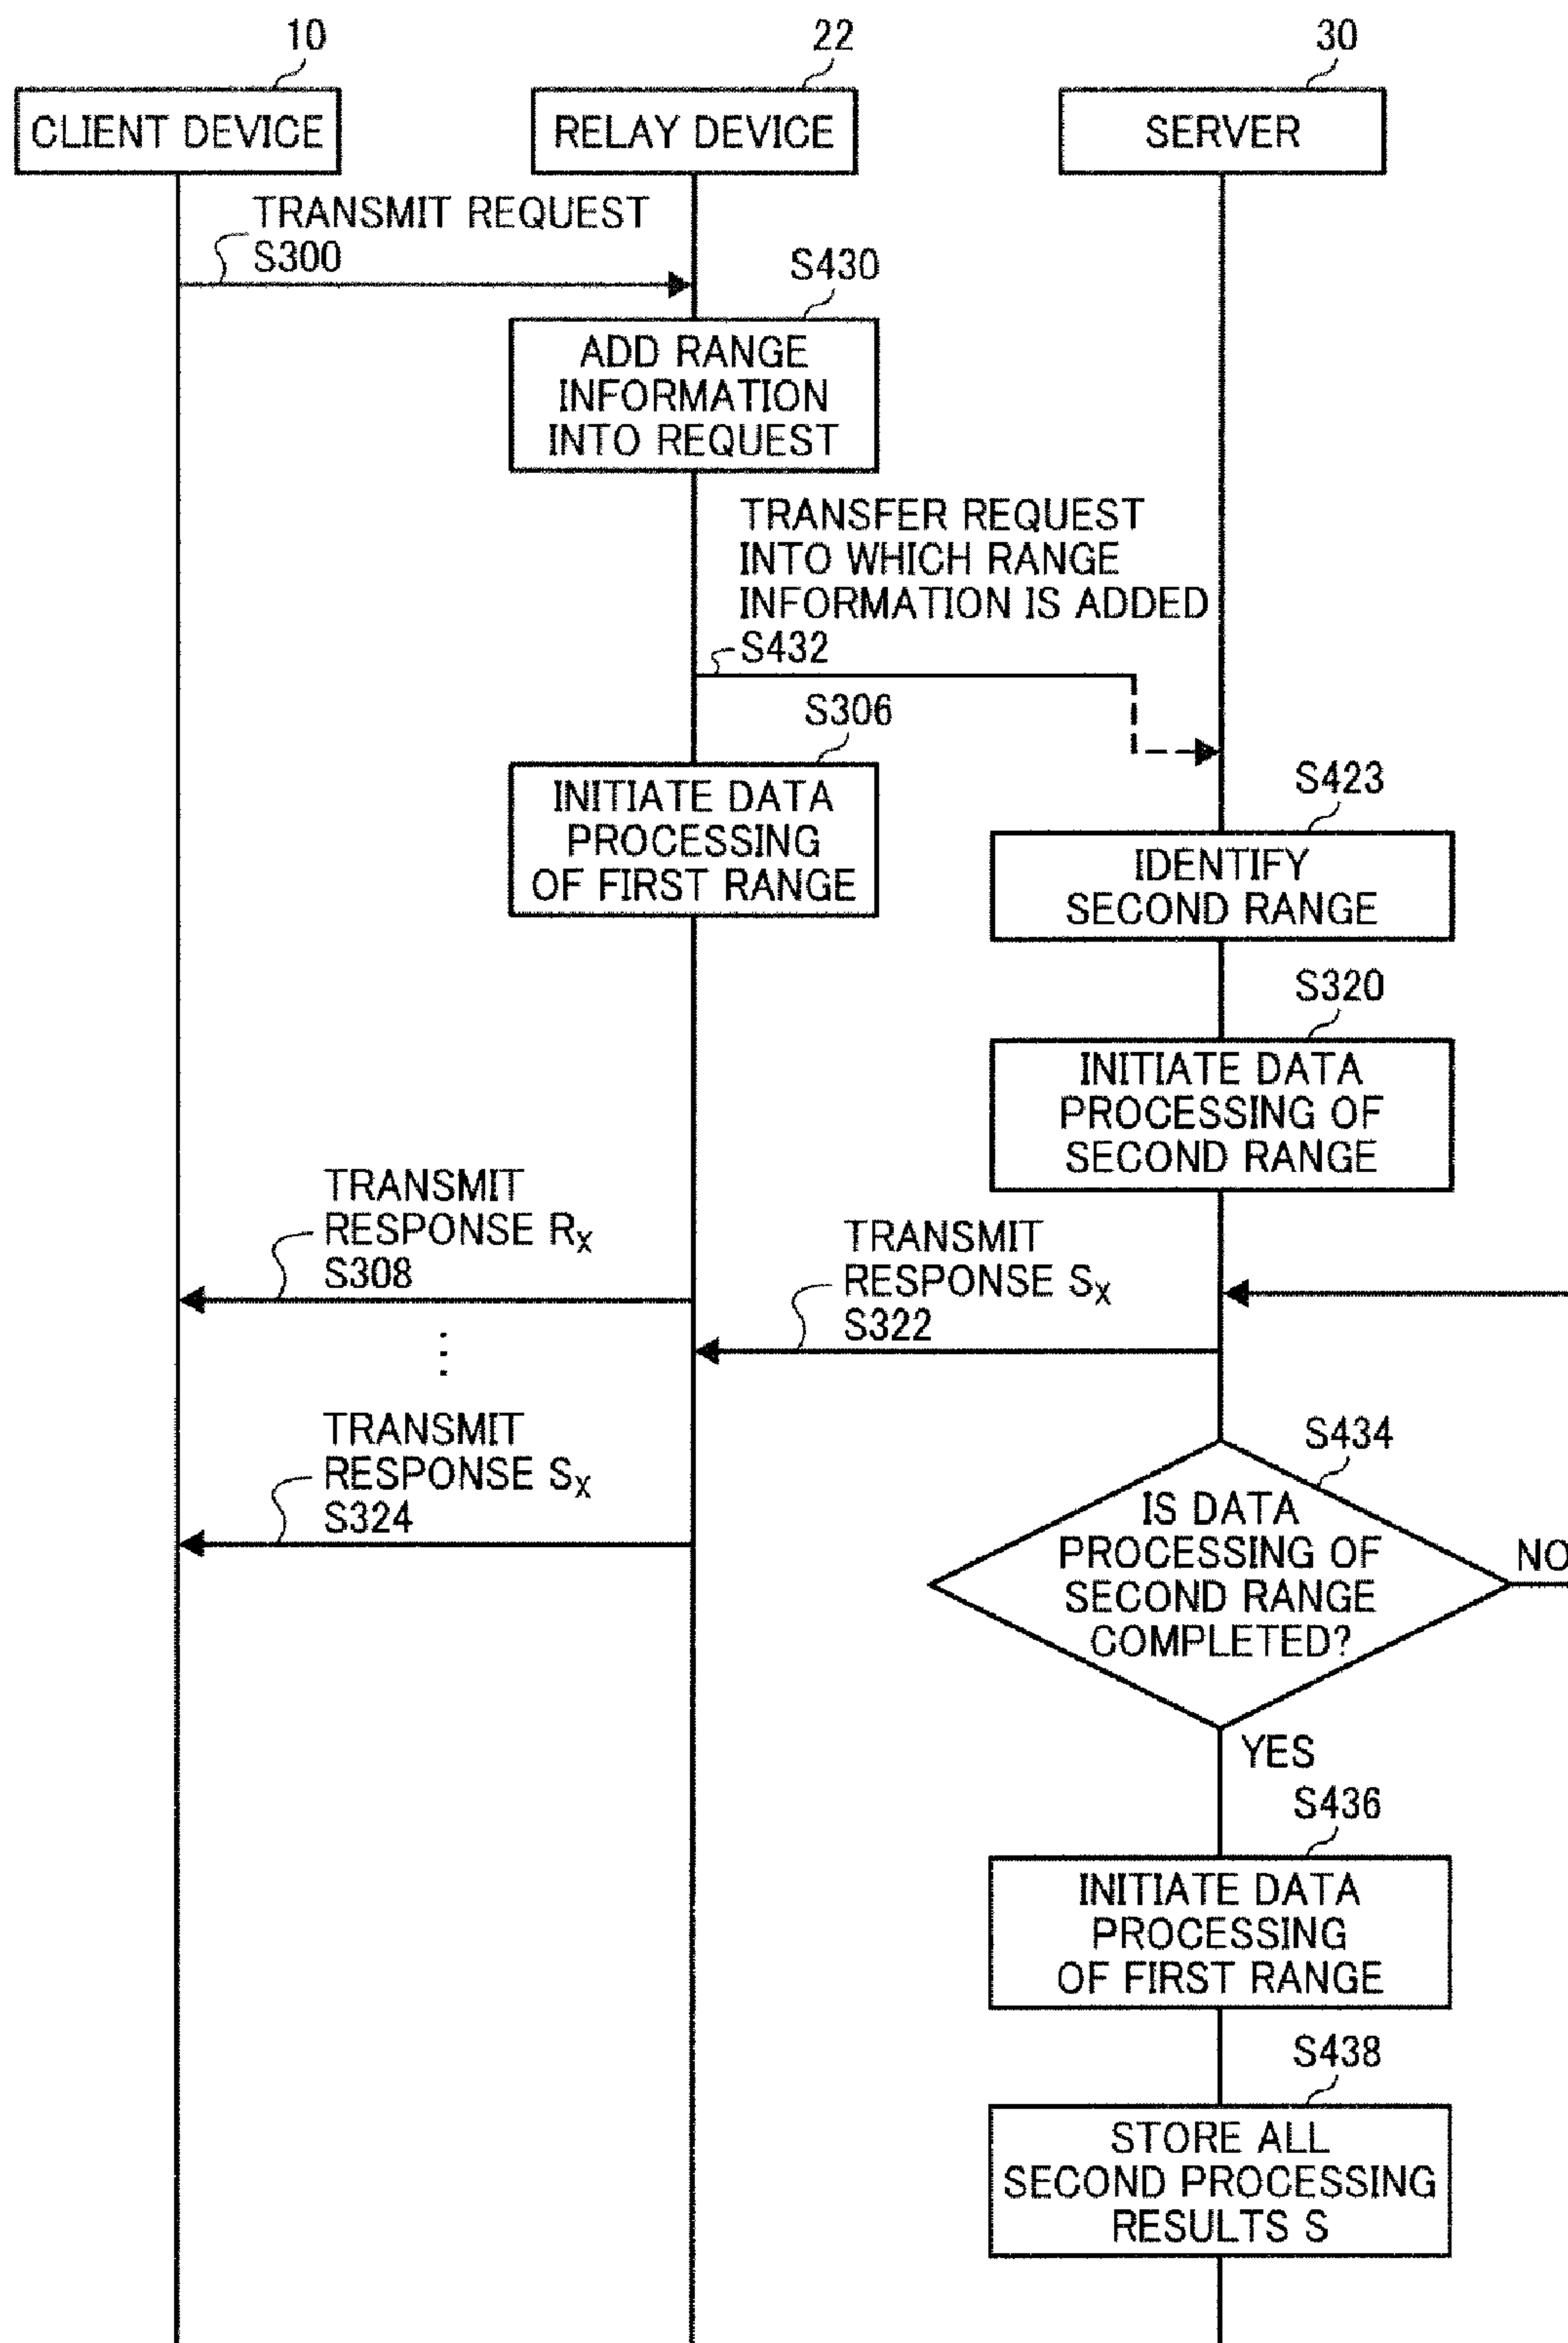 10
22
30
CLIENT DEVICE
RELAY DEVICE
SERVER
TRANSMIT REQUEST
S300
S430
ADD RANGE
INFORMATION
INTO REQUEST
TRANSFER REQUEST
INTO WHICH RANGE
INFORMATION IS ADDED
S432
S306
INITIATE DATA
PROCESSING
OF FIRST RANGE
S423
IDENTIFY
SECOND RANGE
S320
INITIATE DATA
PROCESSING OF
SECOND RANGE
TRANSMIT
RESPONSE RX
S308
TRANSMIT
RESPONSE SX
S322
TRANSMIT
RESPONSE SX
S324
S434
IS DATA
PROCESSING OF
SECOND RANGE
COMPLETED?
NO
YES
S436
INITIATE DATA
PROCESSING
OF FIRST RANGE
S438
STORE ALL
SECOND PROCESSING
RESULTS S